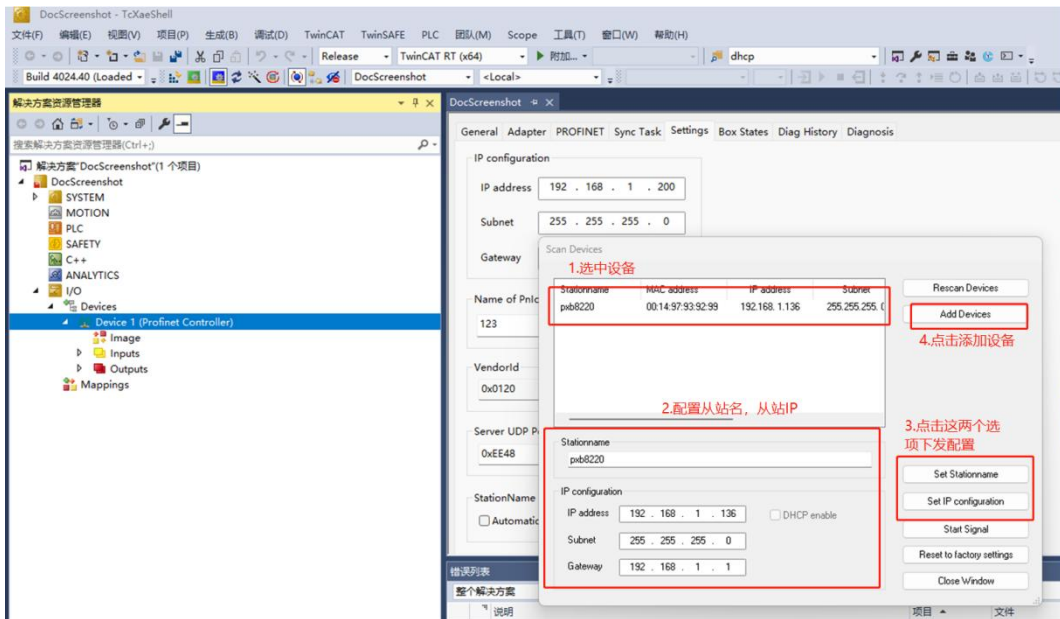 DocScreenshot - TcXaeShell
文件(F) 编辑(E) 视图(V) 项目(P) 生成(B) 调试(D) TwinCAT TwinSAFE PLC 团队(M) Scope 工具(T) 窗口(W) 帮助(H)
Release TwinCAT RT (x64) 附加... dhcp
Build 4024.40 (Loaded DocScreenshot <Local>
解决方案资源管理器
搜索解决方案资源管理器(Ctrl+;)
解决方案"DocScreenshot"(1 个项目)
DocScreenshot
SYSTEM
MOTION
PLC
SAFETY
C++
ANALYTICS
I/O
Devices
Device 1 (Profinet Controller)
Image
Inputs
Outputs
Mappings
DocScreenshot
General Adapter PROFINET Sync Task Settings Box States Diag History Diagnosis
IP configuration
IP address 192 . 168 . 1 . 200
Subnet 255 . 255 . 255 . 0
Gateway
Name of PnIo
123
VendorId
0x0120
Server UDP P
0xEE48
StationName
Automatic
Scan Devices
1.选中设备
Stationname MAC address IP address Subnet
pxb8220 00:14:97:93:92:99 192.168. 1.136 255.255.255. 0
Rescan Devices
Add Devices
4.点击添加设备
2.配置从站名，从站IP
3.点击这两个选
项下发配置
Stationname
pxb8220
IP configuration
IP address 192 . 168 . 1 . 136 DHCP enable
Subnet 255 . 255 . 255 . 0
Gateway 192 . 168 . 1 . 1
Set Stationname
Set IP configuration
Start Signal
Reset to factory settings
Close Window
错误列表
整个解决方案
说明 项目 文件